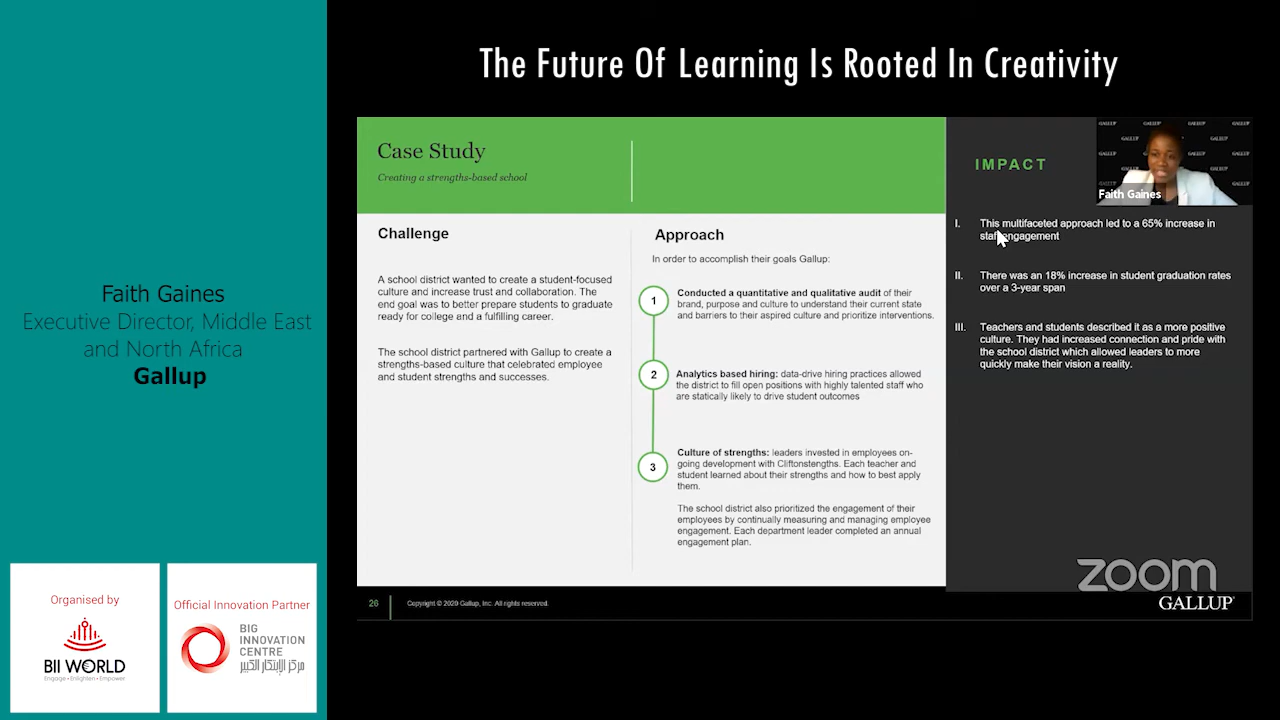 The Future Of Learning Is Rooted In Creativity
Faith Gaines
Executive Director, Middle East
and North Africa
Gallup
Organised by
BII WORLD
Engage • Enlighten • Empower
Official Innovation Partner
BIG
INNOVATION
CENTRE
مركز الابتكار الكبير
Case Study
Creating a strengths-based school
Challenge
A school district wanted to create a student-focused
culture and increase trust and collaboration. The
end goal was to better prepare students to graduate
ready for college and a fulfilling career.
The school district partnered with Gallup to create a
strengths-based culture that celebrated employee
and student strengths and successes.
Approach
In order to accomplish their goals Gallup:
1
Conducted a quantitative and qualitative audit of their
brand, purpose and culture to understand their current state
and barriers to their aspired culture and prioritize interventions.
2
Analytics based hiring: data-drive hiring practices allowed
the district to fill open positions with highly talented staff who
are statically likely to drive student outcomes
3
Culture of strengths: leaders invested in employees on-
going development with Cliftonstengths. Each teacher and
student learned about their strengths and how to best apply
them.
The school district also prioritized the engagement of their
employees by continually measuring and managing employee
engagement. Each department leader completed an annual
engagement plan.
IMPACT
GALLUP GALLUP GALLUP GALLUP
GALLUP GALLUP
GALLUP GALLUP
GALLUP
Faith Gaines
I. This multifaceted approach led to a 65% increase in
staff engagement
II. There was an 18% increase in student graduation rates
over a 3-year span
III. Teachers and students described it as a more positive
culture. They had increased connection and pride with
the school district which allowed leaders to more
quickly make their vision a reality.
zoom
GALLUP
26
Copyright © 2020 Gallup, Inc. All rights reserved.